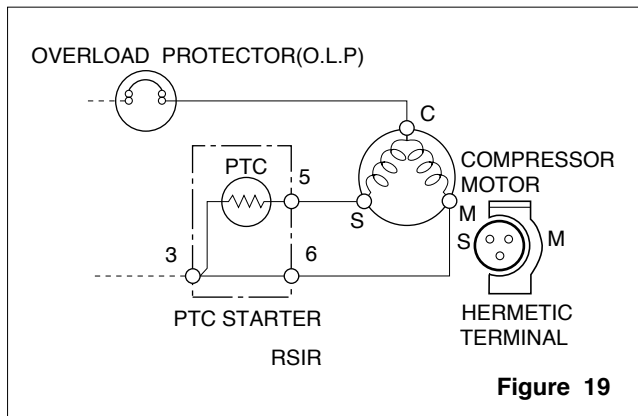 OVERLOAD PROTECTOR(O.L.P)
C
PTC
5
COMPRESSOR
MOTOR
S
M
S
M
3
6
PTC STARTER
HERMETIC
TERMINAL
RSIR
Figure 19